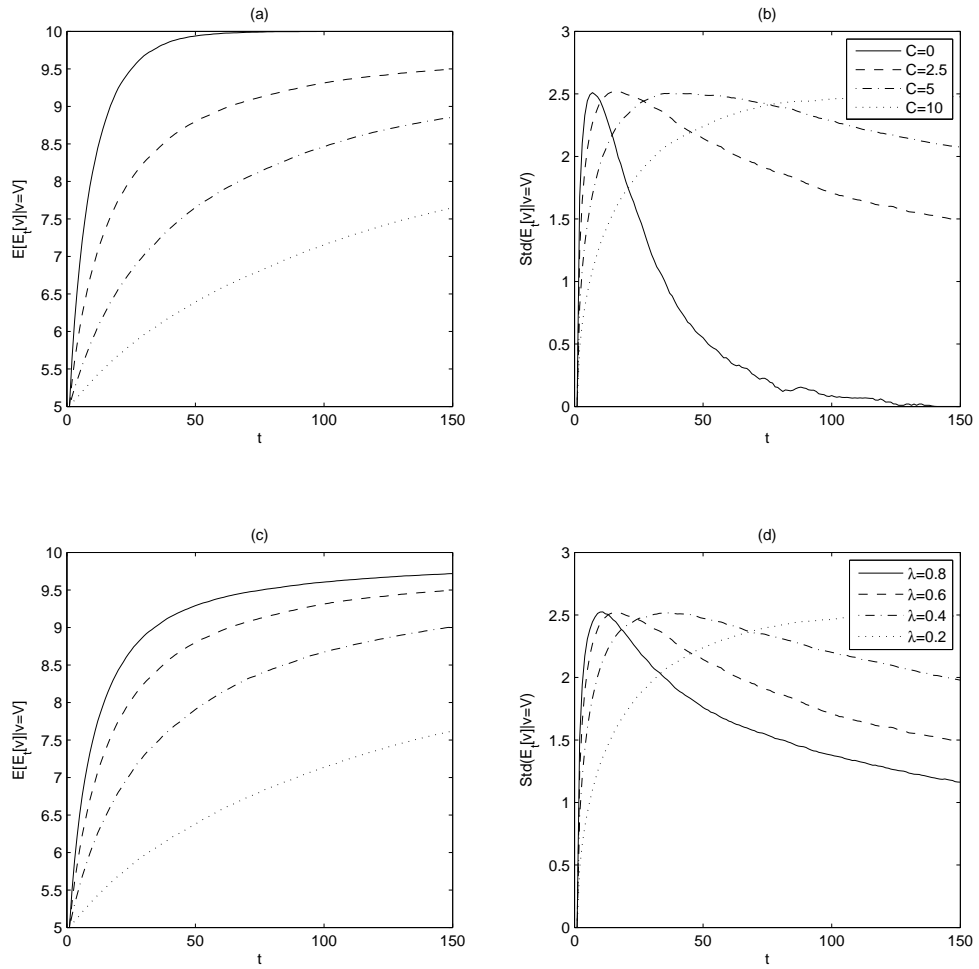 (a)
10
9.5
9
8.5
8
7.5
7
6.5
6
5.5
5
0
50
100
150
t
E[E_t[v]|v=V]
(b)
3
2.5
2
1.5
1
0.5
0
0
50
100
150
t
Std(E_t[v]|v=V)
C=0
C=2.5
C=5
C=10
(c)
10
9.5
9
8.5
8
7.5
7
6.5
6
5.5
5
0
50
100
150
t
E[E_t[v]|v=V]
(d)
3
2.5
2
1.5
1
0.5
0
0
50
100
150
t
Std(E_t[v]|v=V)
λ=0.8
λ=0.6
λ=0.4
λ=0.2